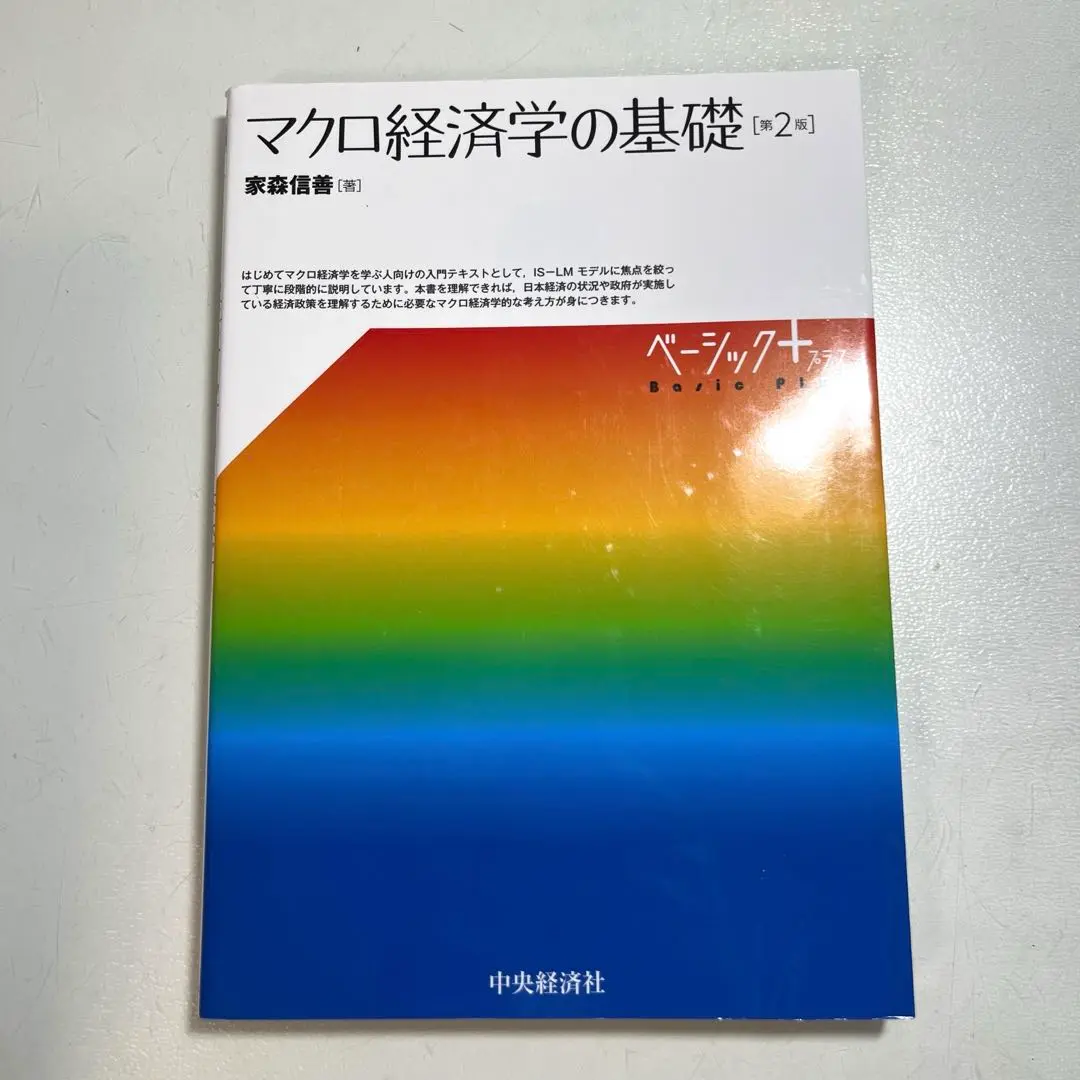 マクロ経済学の基礎[第2版]
家森信善[著]
はじめてマクロ経済学を学ぶ人向けの入門テキストとして，IS−LM モデルに焦点を絞っ
て丁寧に段階的に説明しています。本書を理解できれば，日本経済の状況や政府が実施し
ている経済政策を理解するために必要なマクロ経済学的な考え方が身につきます。
ベーシック+プラス
Basic
中央経済社